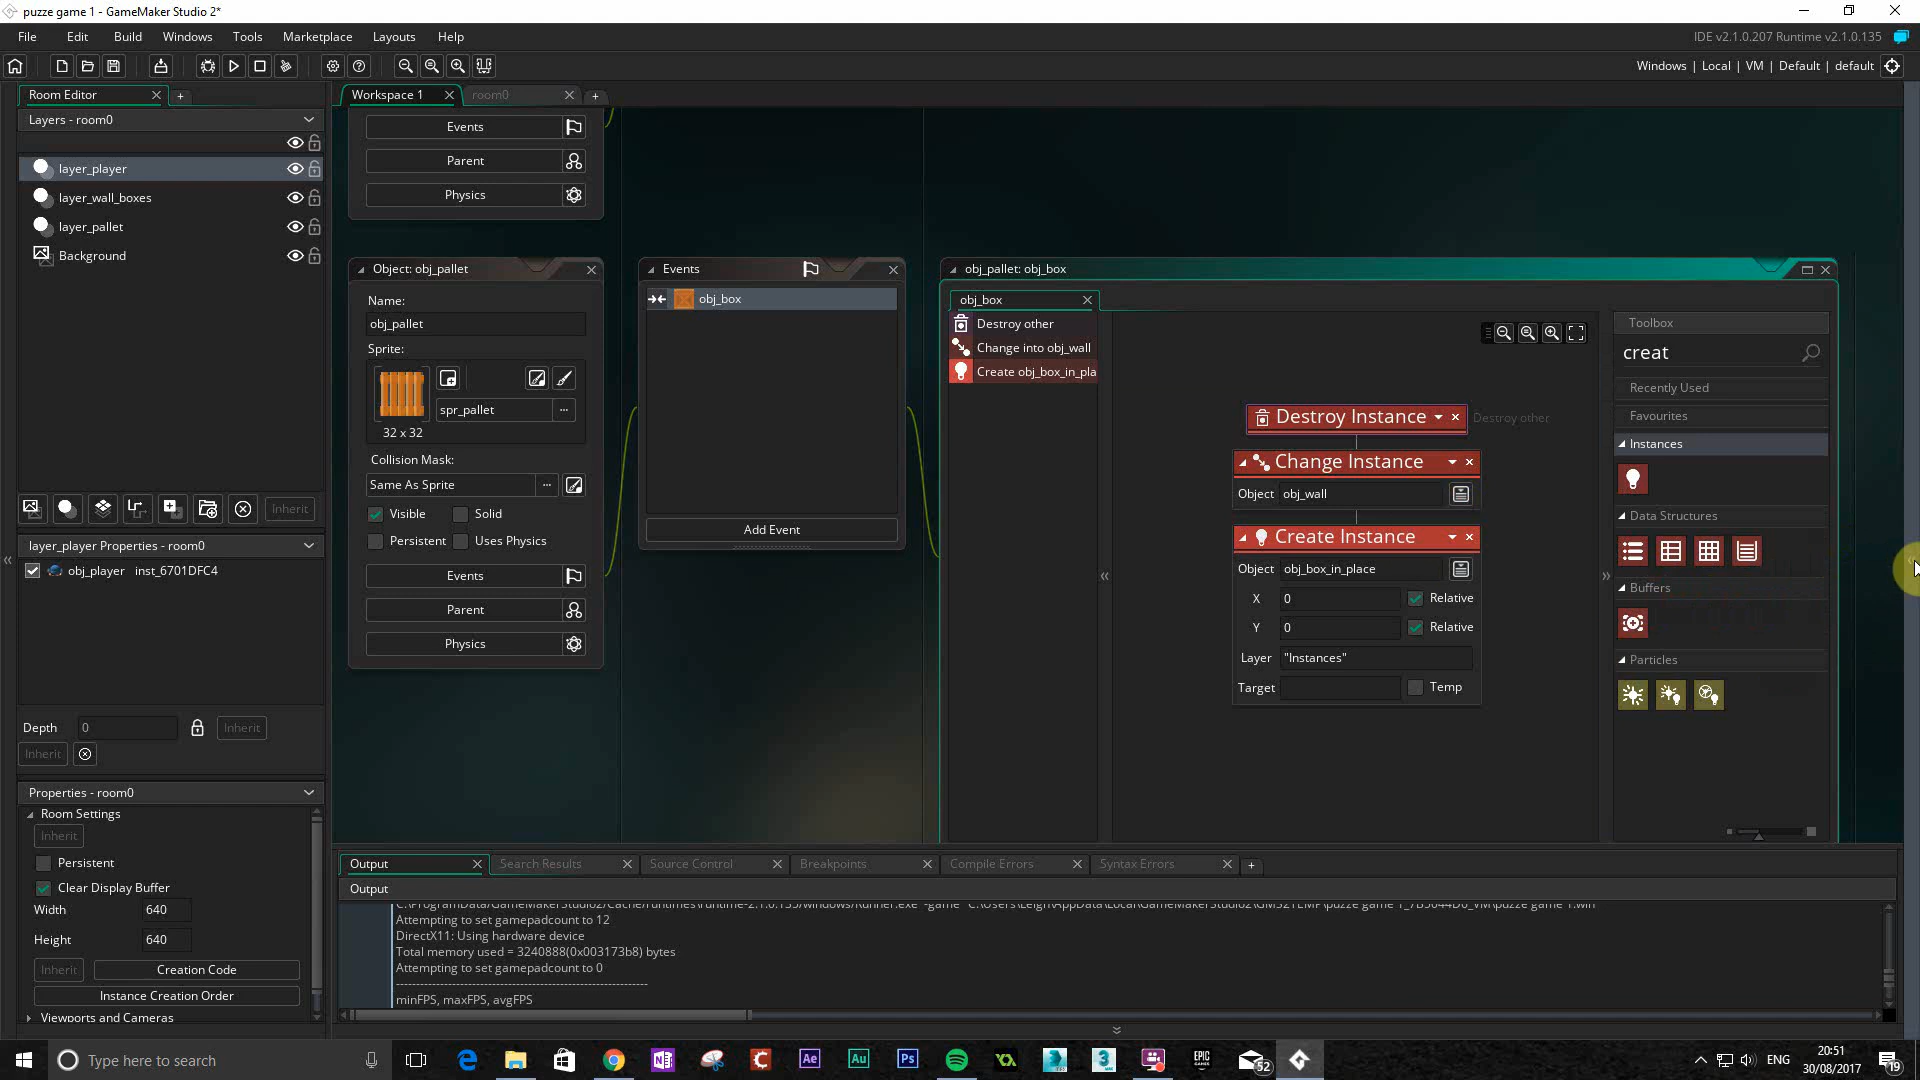 puzze game 1 - GameMaker Studio 2*
File Edit Build Windows Tools Marketplace Layouts Help
IDE v2.1.0.207 Runtime v2.1.0.135
Windows | Local | VM | Default | default
Room Editor
Layers - room0
layer_player
layer_wall_boxes
layer_pallet
Background
Inherit
layer_player Properties - room0
obj_player inst_6701DFC4
Depth 0 Inherit
Inherit
Properties - room0
Room Settings
Inherit
Persistent
Clear Display Buffer
Width 640
Height 640
Inherit Creation Code
Instance Creation Order
Viewports and Cameras
Workspace 1
room0
Events
Parent
Physics
Object: obj_pallet
Name:
obj_pallet
Sprite:
spr_pallet
32 x 32
Collision Mask:
Same As Sprite
Visible Solid
Persistent Uses Physics
Events
Parent
Physics
Events
obj_box
Add Event
obj_pallet: obj_box
obj_box
Destroy other
Change into obj_wall
Create obj_box_in_pla
Destroy Instance
Destroy other
Change Instance
Object obj_wall
Create Instance
Object obj_box_in_place
X 0 Relative
Y 0 Relative
Layer "Instances"
Target Temp
Toolbox
creat
Recently Used
Favourites
Instances
Data Structures
Buffers
Particles
Output Search Results Source Control Breakpoints Compile Errors Syntax Errors
Output
Attempting to set gamepadcount to 12
DirectX11: Using hardware device
Total memory used = 3240888(0x003173b8) bytes
Attempting to set gamepadcount to 0
minFPS, maxFPS, avgFPS
Type here to search
Ae
Au
Ps
EPIC GAMES
52
ENG
20:51
30/08/2017
19